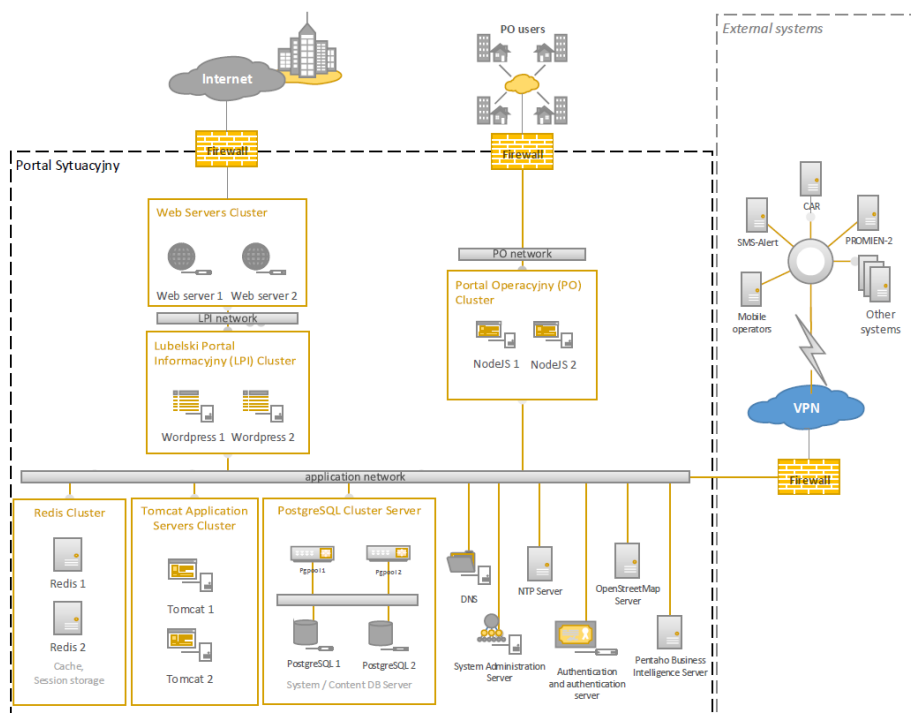 PO users
External systems
Internet
Firewall
Firewall
Portal Sytuacyjny
Web Servers Cluster
Web server 1
Web server 2
LPI network
Lubelski Portal
Informacyjny (LPI) Cluster
Wordpress 1
Wordpress 2
PO network
Portal Operacyjny (PO)
Cluster
NodeJS 1
NodeJS 2
CAR
SMS-Alert
PROMIEN-2
Mobile
operators
Other
systems
VPN
Firewall
application network
Redis Cluster
Redis 1
Redis 2
Cache,
Session storage
Tomcat Application
Servers Cluster
Tomcat 1
Tomcat 2
PostgreSQL Cluster Server
Pgpool 1
Pgpool 2
PostgreSQL 1
PostgreSQL 2
System / Content DB Server
DNS
NTP Server
OpenStreetMap
Server
System Administration
Server
Authentication
and authentication
server
Pentaho Business
Intelligence Server